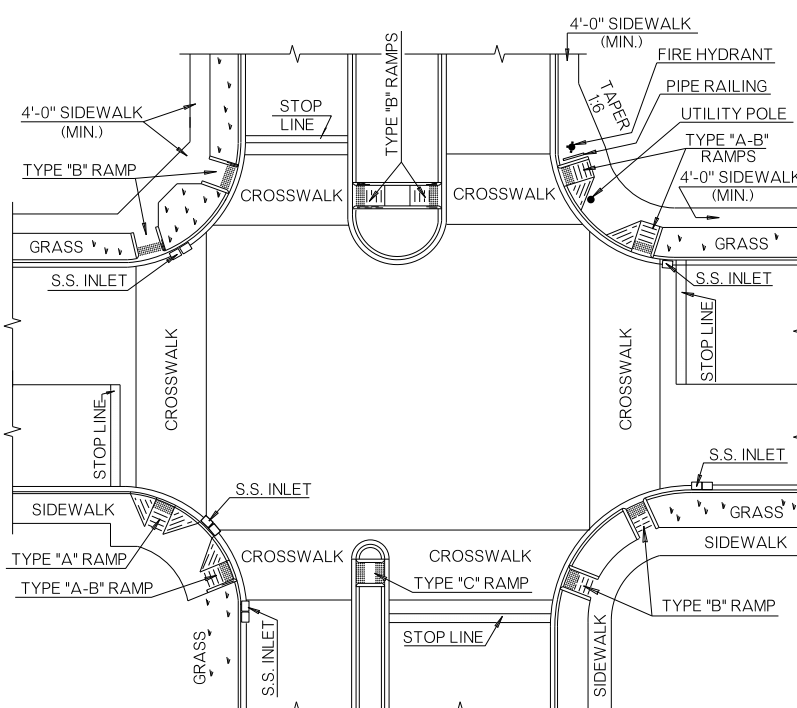 4'-0" SIDEWALK
(MIN.)
FIRE HYDRANT
PIPE RAILING
UTILITY POLE
TAPER
1:6
TYPE "A-B"
RAMPS
4'-0" SIDEWALK
(MIN.)
TYPE "B" RAMPS
STOP
LINE
4'-0" SIDEWALK
(MIN.)
TYPE "B" RAMP
CROSSWALK
CROSSWALK
GRASS
GRASS
S.S. INLET
S.S. INLET
STOP LINE
CROSSWALK
CROSSWALK
STOP LINE
S.S. INLET
S.S. INLET
SIDEWALK
GRASS
SIDEWALK
TYPE "A" RAMP
TYPE "A-B" RAMP
CROSSWALK
CROSSWALK
TYPE "C" RAMP
TYPE "B" RAMP
STOP LINE
GRASS
S.S. INLET
SIDEWALK